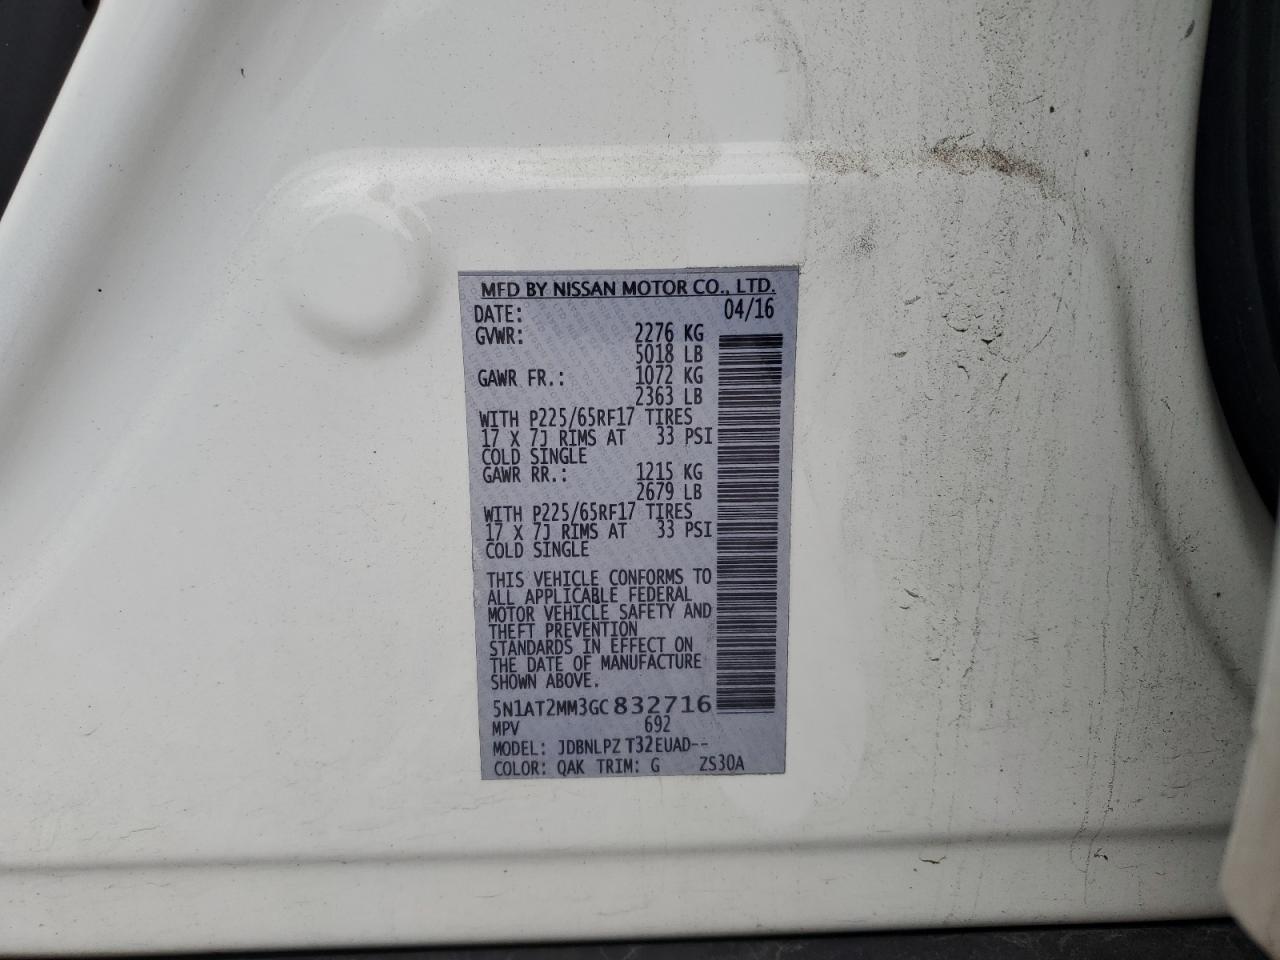 MFD BY NISSAN MOTOR CO., LTD.
DATE: 04/16
GVWR: 2276 KG
5018 LB
GAWR FR.: 1072 KG
2363 LB
WITH P225/65RF17 TIRES
17 X 7J RIMS AT 33 PSI
COLD SINGLE
GAWR RR.: 1215 KG
2679 LB
WITH P225/65RF17 TIRES
17 X 7J RIMS AT 33 PSI
COLD SINGLE
THIS VEHICLE CONFORMS TO
ALL APPLICABLE FEDERAL
MOTOR VEHICLE SAFETY AND
THEFT PREVENTION
STANDARDS IN EFFECT ON
THE DATE OF MANUFACTURE
SHOWN ABOVE.
5N1AT2MM3GC832716
MPV 692
MODEL: JDBNLPZ T32EUAD--
COLOR: QAK TRIM: G ZS30A